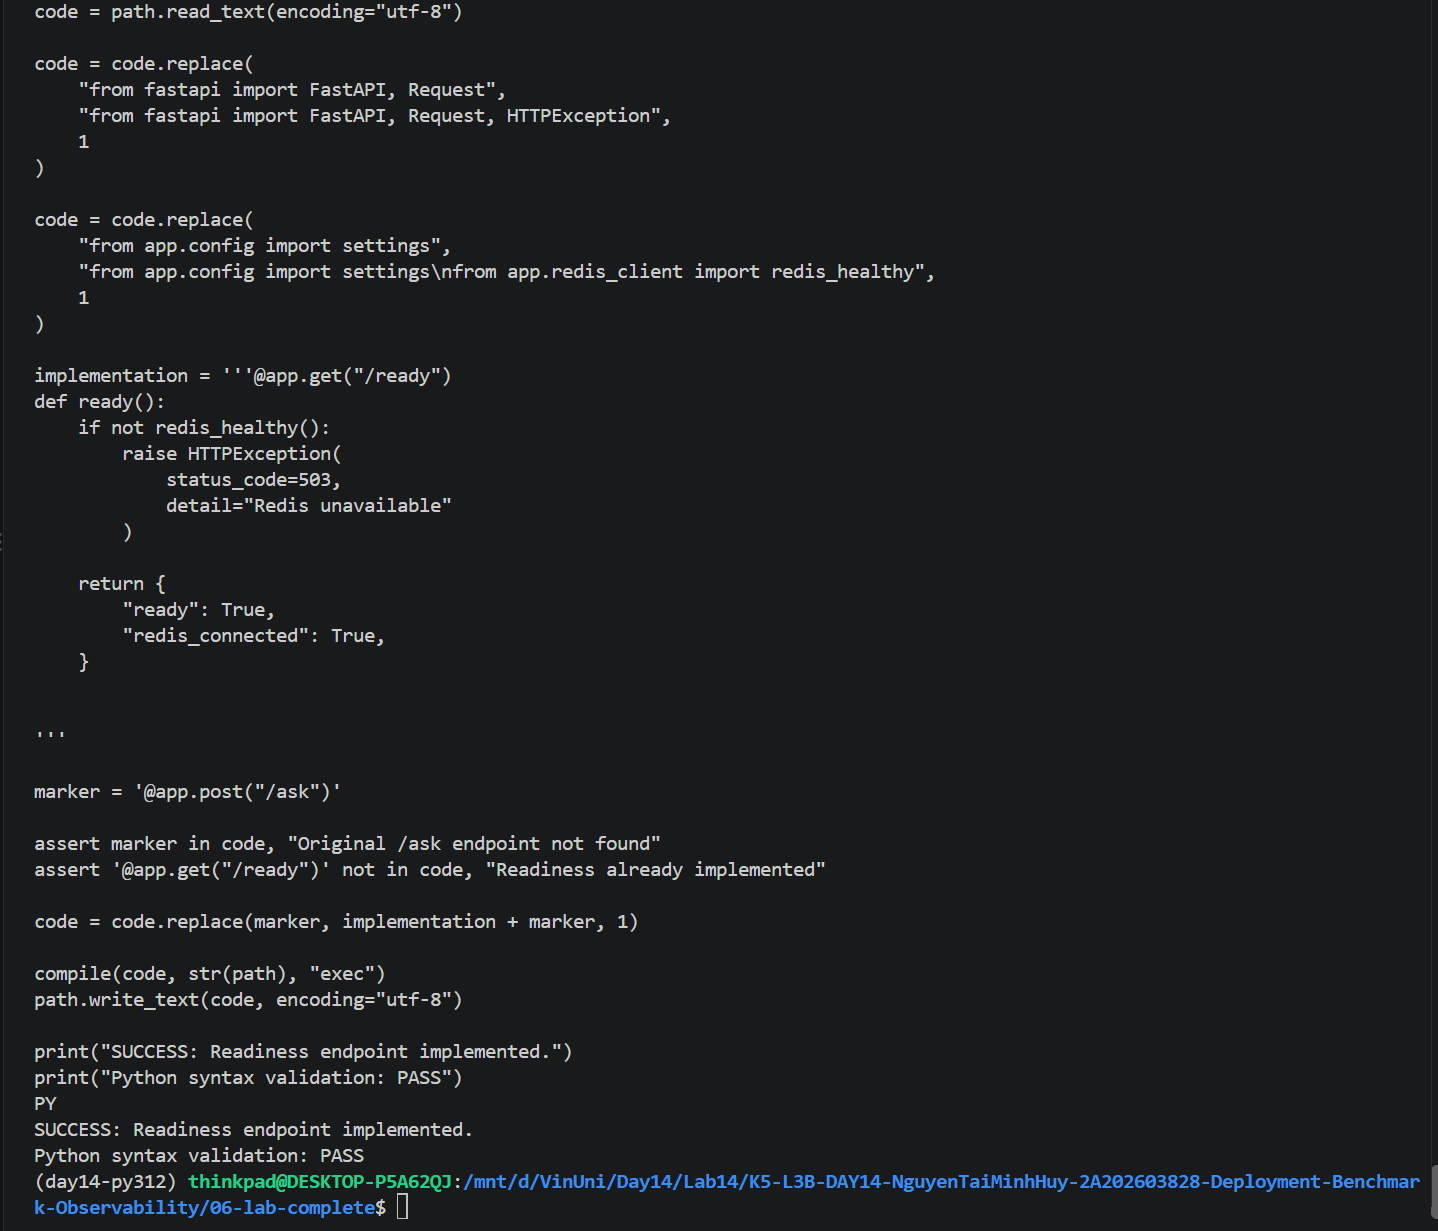 code = path.read_text(encoding="utf-8")
code = code.replace(
"from fastapi import FastAPI, Request",
"from fastapi import FastAPI, Request, HTTPException",
1
)
code = code.replace(
"from app.config import settings",
"from app.config import settings\nfrom app.redis_client import redis_healthy",
1
)
implementation = '''@app.get("/ready")
def ready():
    if not redis_healthy():
        raise HTTPException(
            status_code=503,
            detail="Redis unavailable"
        )
    return {
        "ready": True,
        "redis_connected": True,
    }
'''
marker = '@app.post("/ask")'
assert marker in code, "Original /ask endpoint not found"
assert '@app.get("/ready")' not in code, "Readiness already implemented"
code = code.replace(marker, implementation + marker, 1)
compile(code, str(path), "exec")
path.write_text(code, encoding="utf-8")
print("SUCCESS: Readiness endpoint implemented.")
print("Python syntax validation: PASS")
PY
SUCCESS: Readiness endpoint implemented.
Python syntax validation: PASS
(day14-py312) thinkpad@DESKTOP-P5A62QJ:/mnt/d/VinUni/Day14/Lab14/K5-L3B-DAY14-NguyenTaiMinhHuy-2A202603828-Deployment-Benchmar
k-Observability/06-lab-complete$